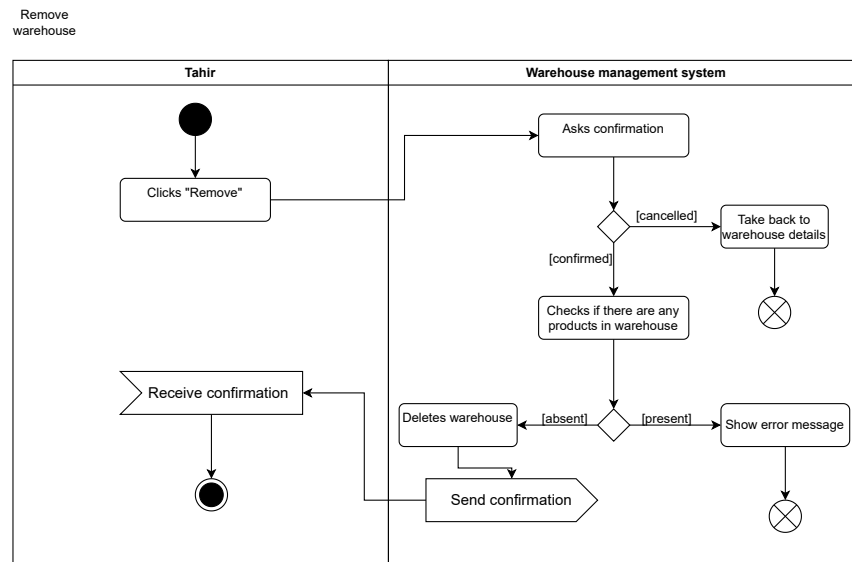 Remove
warehouse
Tahir
Warehouse management system
Asks confirmation
Clicks "Remove"
[cancelled]
Take back to
warehouse details
[confirmed]
Checks if there are any
products in warehouse
Receive confirmation
Deletes warehouse
[absent]
[present]
Show error message
Send confirmation